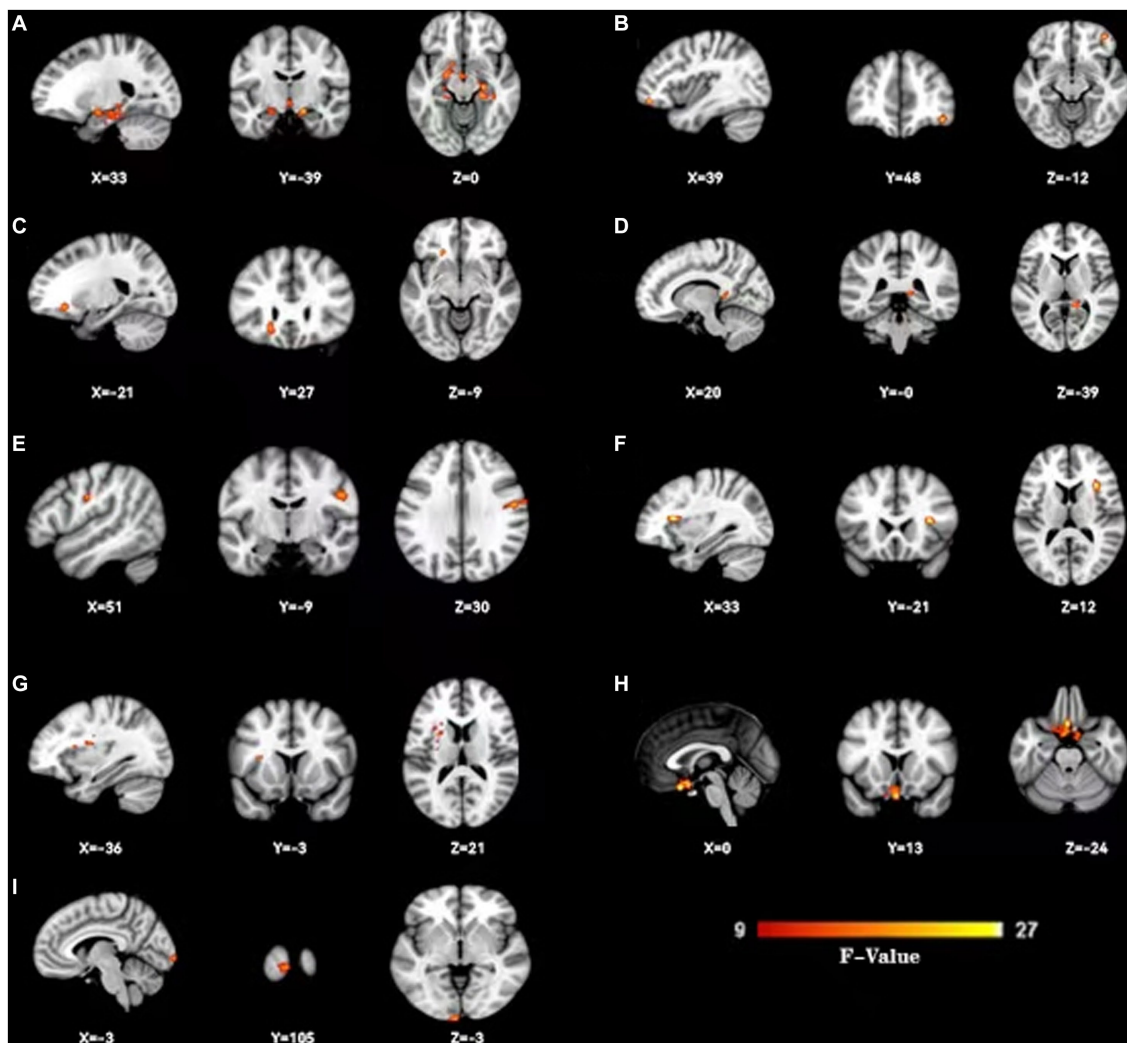 A
B
X=33 Y=-39 Z=0 X=39 Y=48 Z=-12
C
D
X=-21 Y=27 Z=-9 X=20 Y=-0 Z=-39
E
F
X=51 Y=-9 Z=30 X=33 Y=-21 Z=12
G
H
X=-36 Y=-3 Z=21 X=0 Y=13 Z=-24
I
9 27
F-Value
X=-3 Y=105 Z=-3